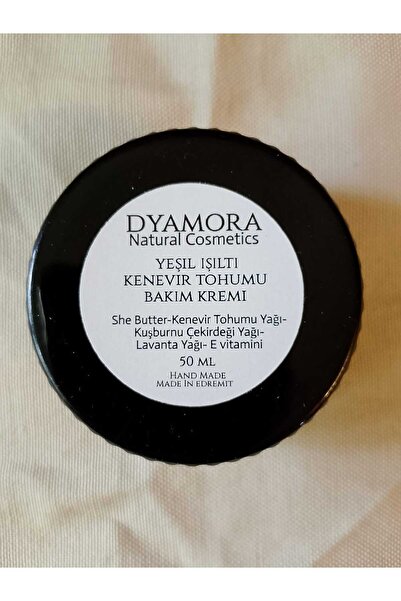 DYAMORA
Natural Cosmetics
YEŞIL IŞILTI
KENEVIR TOHUMU
BAKIM KREMI
She Butter-Kenevir Tohumu Yağı-
Kuşburnu Çekirdeği Yağı-
Lavanta Yağı- E vitamini
50 ML
HAND MADE
MADE İN EDREMIT